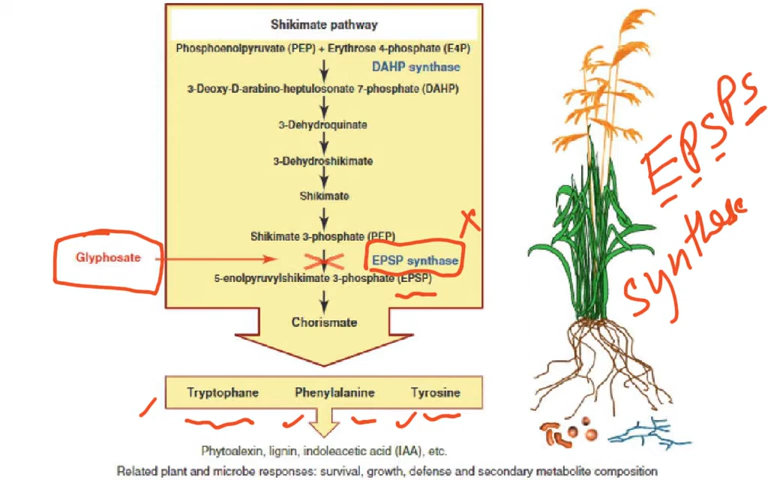 Shikimate pathway
Phosphoenolpyruvate (PEP) + Erythrose 4-phosphate (E4P)
DAHP synthase
3-Deoxy-D-arabino-heptulosonate 7-phosphate (DAHP)
3-Dehydroquinate
3-Dehydroshikimate
Shikimate
Shikimate 3-phosphate (PEP)
Glyphosate
EPSP synthase
5-enolpyruvylshikimate 3-phosphate (EPSP)
Chorismate
Tryptophane Phenylalanine Tyrosine
Phytoalexin, lignin, indoleacetic acid (IAA), etc.
Related plant and microbe responses: survival, growth, defense and secondary metabolite composition
EPSPS
synthese